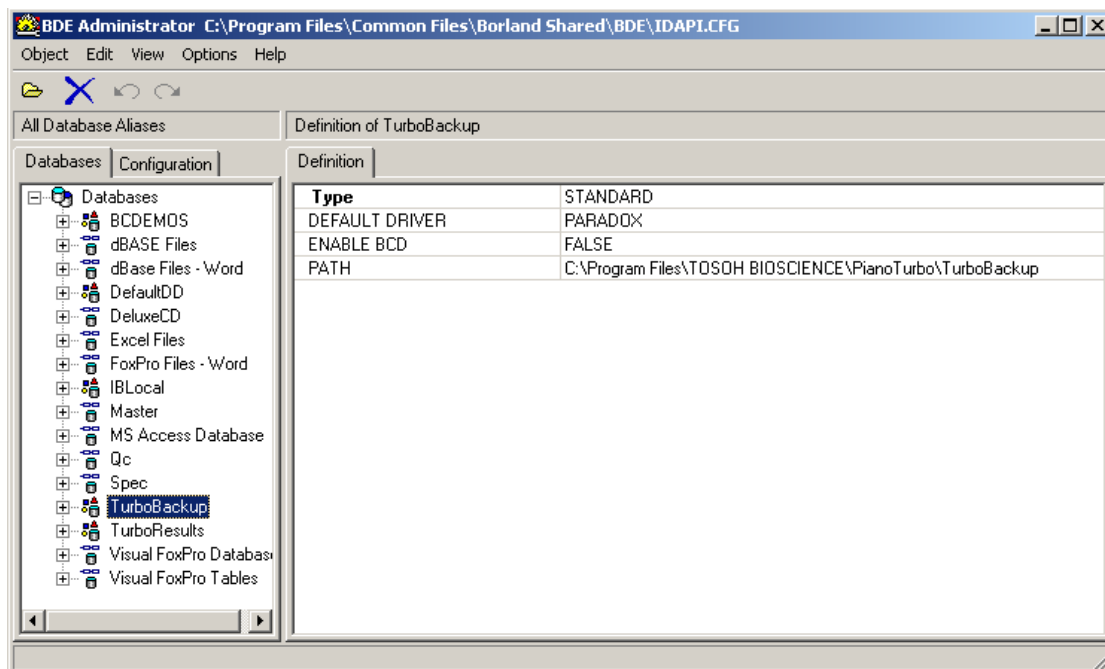 BDE Administrator C:\Program Files\Common Files\Borland Shared\BDE\IDAPI.CFG
Object Edit View Options Help
All Database Aliases
Definition of TurboBackup
Databases Configuration
Definition
Databases
BCDEMOS
dBASE Files
dBase Files - Word
DefaultDD
DeluxeCD
Excel Files
FoxPro Files - Word
IBLocal
Master
MS Access Database
Qc
Spec
TurboBackup
TurboResults
Visual FoxPro Databas
Visual FoxPro Tables
Type STANDARD
DEFAULT DRIVER PARADOX
ENABLE BCD FALSE
PATH C:\Program Files\TOSOH BIOSCIENCE\PianoTurbo\TurboBackup